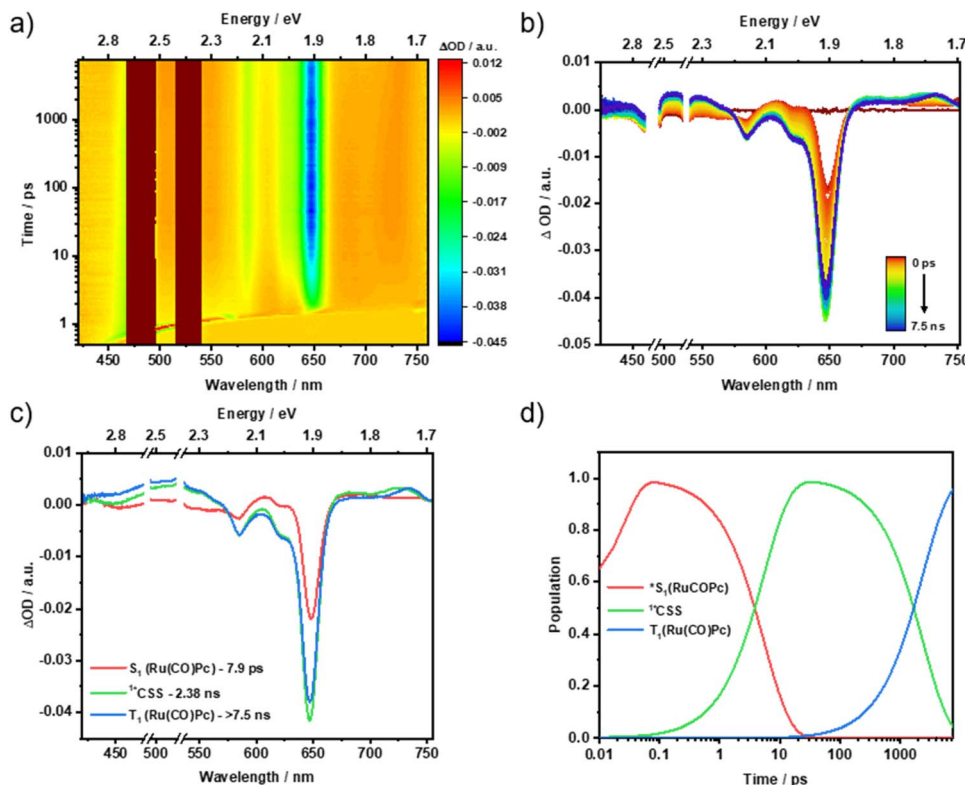 a)
Energy / eV
2.8 2.6 2.4 2.3 2.1 1.9 1.8 1.7
ΔOD / a.u.
0.012
0.005
-0.002
-0.009
-0.017
-0.024
-0.031
-0.038
-0.045
1000
100
10
1
Time / ps
450 500 550 600 650 700 750
Wavelength / nm
b)
Energy / eV
2.8 2.5 2.3 2.1 1.9 1.8 1.7
0.01
0.00
-0.01
-0.02
-0.03
-0.04
-0.05
Δ OD / a.u.
0 ps
7.5 ns
425 500 550 600 650 700 750
Wavelength / nm
c)
Energy / eV
2.8 2.5 2.3 2.1 1.9 1.8 1.7
0.01
0.00
-0.01
-0.02
-0.03
-0.04
ΔOD / a.u.
S₁ (Ru(CO)Pc) - 7.9 ps
¹*CSS - 2.38 ns
T₁ (Ru(CO)Pc) - >7.5 ns
450 500 550 600 650 700 750
Wavelength / nm
d)
1.0
0.8
0.6
0.4
0.2
0.0
Population
*S₁(RuCOPc)
¹*CSS
T₁(Ru(CO)Pc)
0.01 0.1 1 10 100 1000
Time / ps